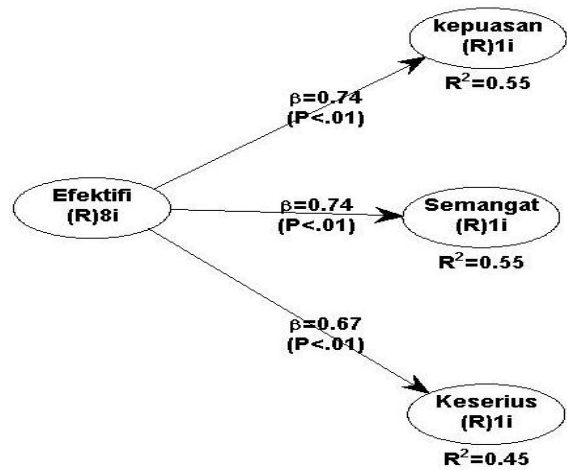 kepuasan
(R)1i
R²=0.55
β=0.74
(P<.01)
Efektifi
(R)8i
β=0.74
(P<.01)
Semangat
(R)1i
R²=0.55
β=0.67
(P<.01)
Keserius
(R)1i
R²=0.45